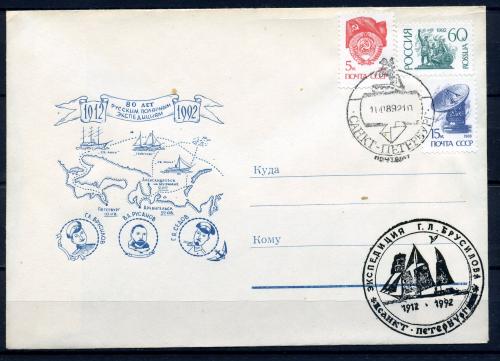 80 ЛЕТ
РУССКИМ ПОЛЯРНЫМ
ЭКСПЕДИЦИЯМ
1912 1992
Г.Л. БРУСИЛОВ
В.А. РУСАНОВ
Г.Я. СЕДОВ
Куда
Кому
5к
ПОЧТА СССР
РОССИЯ
1992
60
ROSSIJA
15к
ПОЧТА СССР
САНКТ-ПЕТЕРБУРГ
ПОЧТАМТ
ЭКСПЕДИЦИЯ Г.Л. БРУСИЛОВА
1912 · 1992
САНКТ · ПЕТЕРБУРГ